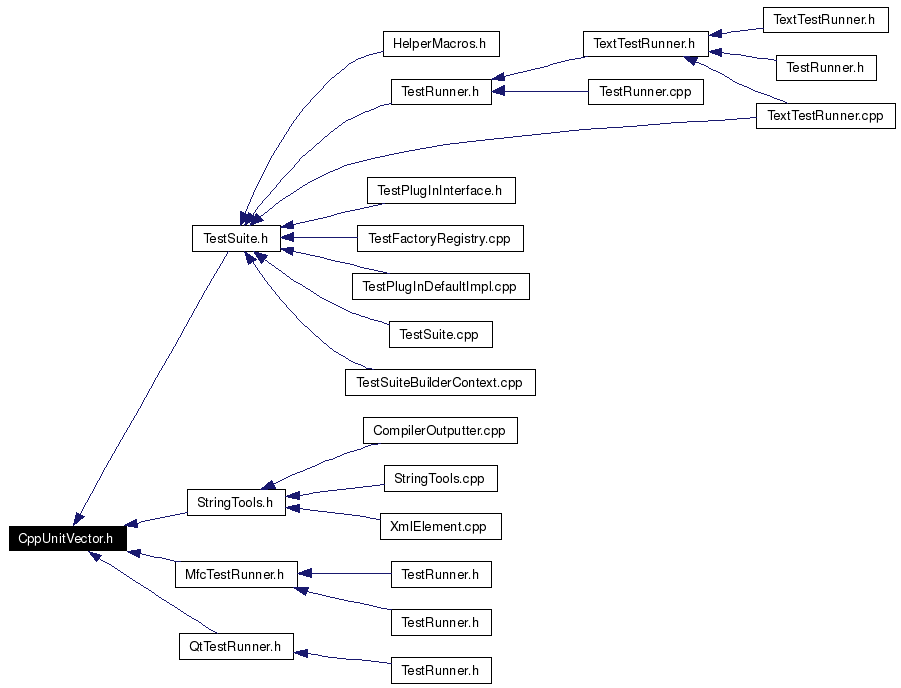 TextTestRunner.h
HelperMacros.h
TextTestRunner.h
TestRunner.h
TestRunner.h
TestRunner.cpp
TextTestRunner.cpp
TestPlugInInterface.h
TestSuite.h
TestFactoryRegistry.cpp
TestPlugInDefaultImpl.cpp
TestSuite.cpp
TestSuiteBuilderContext.cpp
CompilerOutputter.cpp
StringTools.cpp
StringTools.h
XmlElement.cpp
CppUnitVector.h
MfcTestRunner.h
TestRunner.h
TestRunner.h
QtTestRunner.h
TestRunner.h